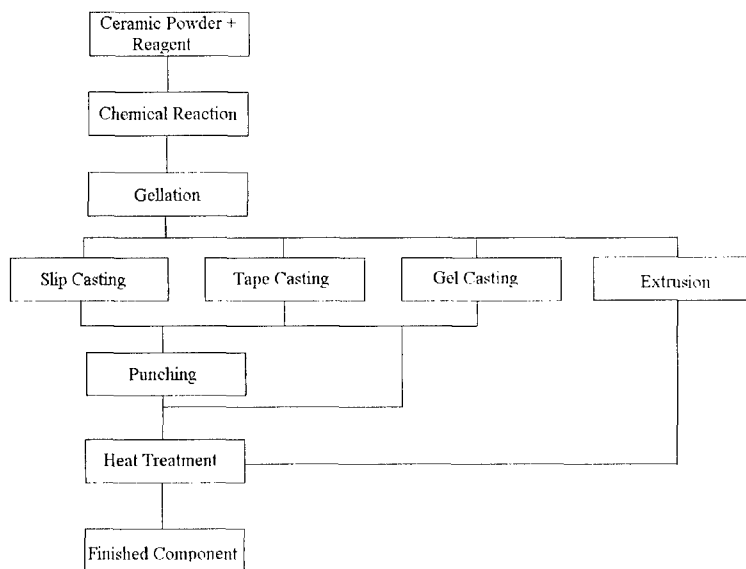 Ceramic Powder +
Reagent
Chemical Reaction
Gellation
Slip Casting
Tape Casting
Gel Casting
Extrusion
Punching
Heat Treatment
Finished Component